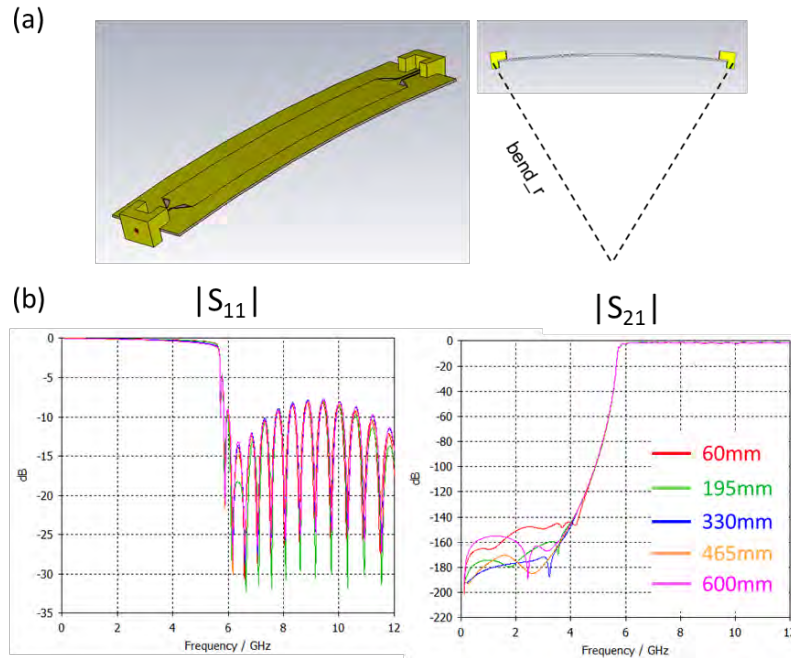 (a)
bend_r
(b)
|S11|
|S21|
0
-5
-10
-15
-20
-25
-30
-35
dB
0 2 4 6 8 10 12
Frequency / GHz
0
-20
-40
-60
-80
-100
-120
-140
-160
-180
-200
-220
dB
0 2 4 6 8 10 12
Frequency / GHz
60mm
195mm
330mm
465mm
600mm